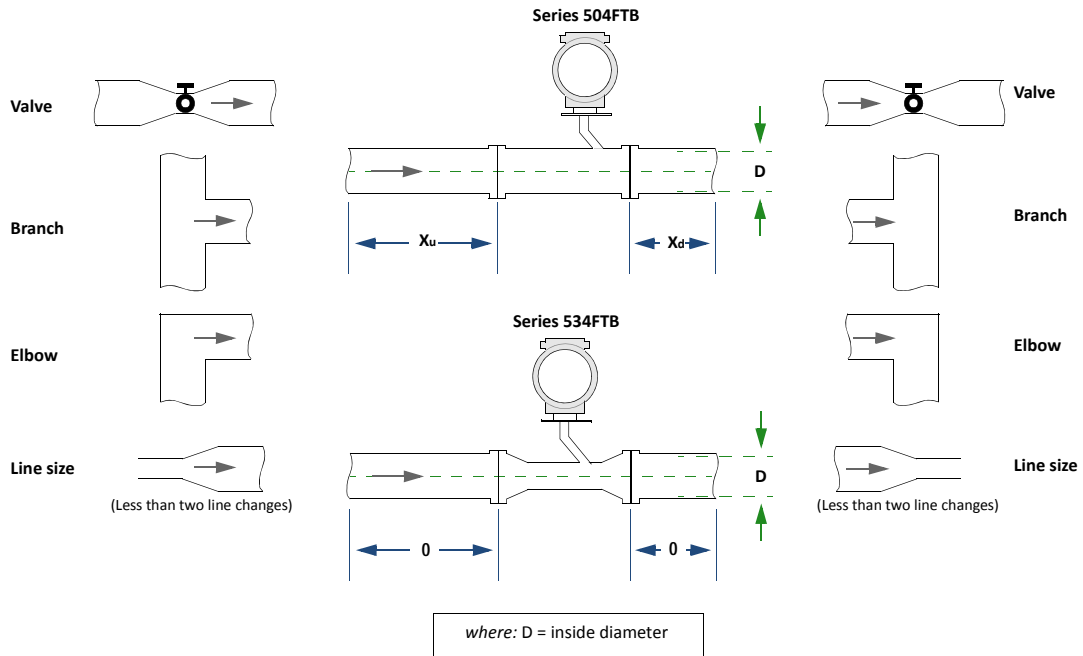 Series 504FTB
Valve
Valve
D
Branch
Branch
Xu
Xd
Series 534FTB
Elbow
Elbow
Line size
Line size
D
(Less than two line changes)
(Less than two line changes)
0
0
where: D = inside diameter